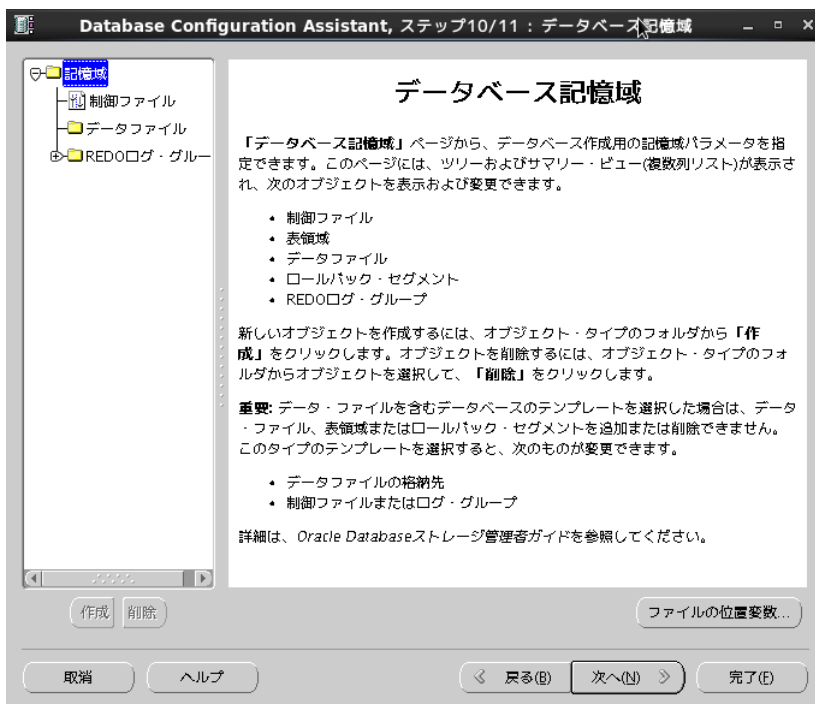 Database Configuration Assistant, ステップ10/11 : データベース記憶域
記憶域
制御ファイル
データファイル
REDOログ・グルー
データベース記憶域
「データベース記憶域」ページから、データベース作成用の記憶域パラメータを指
定できます。このページには、ツリーおよびサマリー・ビュー(複数列リスト)が表示さ
れ、次のオブジェクトを表示および変更できます。
• 制御ファイル
• 表領域
• データファイル
• ロールバック・セグメント
• REDOログ・グループ
新しいオブジェクトを作成するには、オブジェクト・タイプのフォルダから「作
成」をクリックします。オブジェクトを削除するには、オブジェクト・タイプのフォ
ルダからオブジェクトを選択して、「削除」をクリックします。
重要: データ・ファイルを含むデータベースのテンプレートを選択した場合は、データ
・ファイル、表領域またはロールバック・セグメントを追加または削除できません。
このタイプのテンプレートを選択すると、次のものが変更できます。
• データファイルの格納先
• 制御ファイルまたはログ・グループ
詳細は、Oracle Databaseストレージ管理者ガイドを参照してください。
作成 削除 ファイルの位置変数...
取消 ヘルプ 戻る(B) 次へ(N) 完了(F)